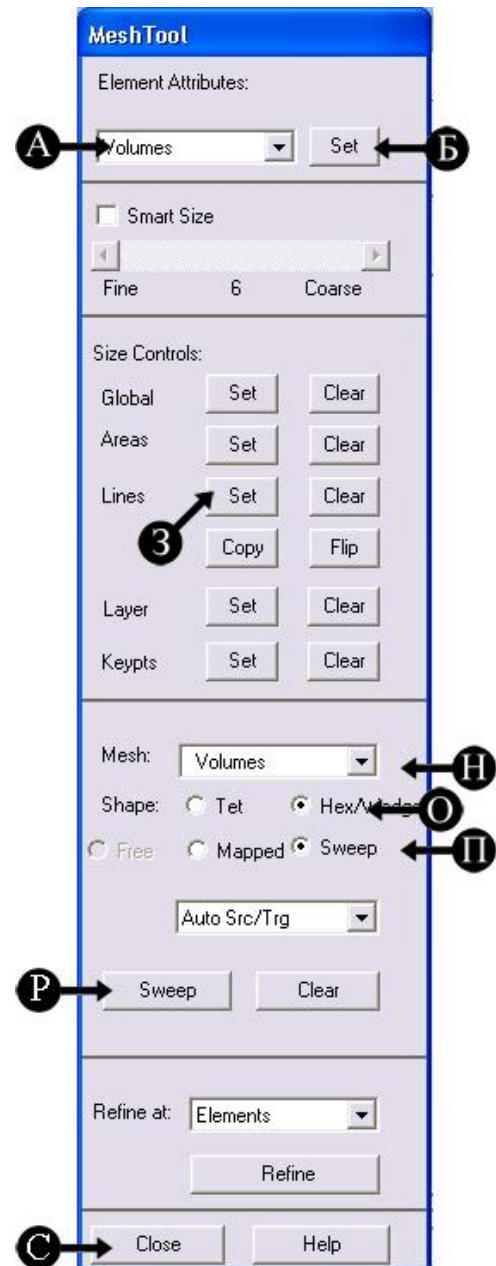 MeshTool
Element Attributes:
А Volumes Set Б
Smart Size
Fine 6 Coarse
Size Controls:
Global Set Clear
Areas Set Clear
Lines Set Clear
З Copy Flip
Layer Set Clear
Keypts Set Clear
Mesh: Volumes Н
Shape: Tet Hex/Wedge О
Free Mapped Sweep П
Auto Src/Trg
Р Sweep Clear
Refine at: Elements
Refine
С Close Help